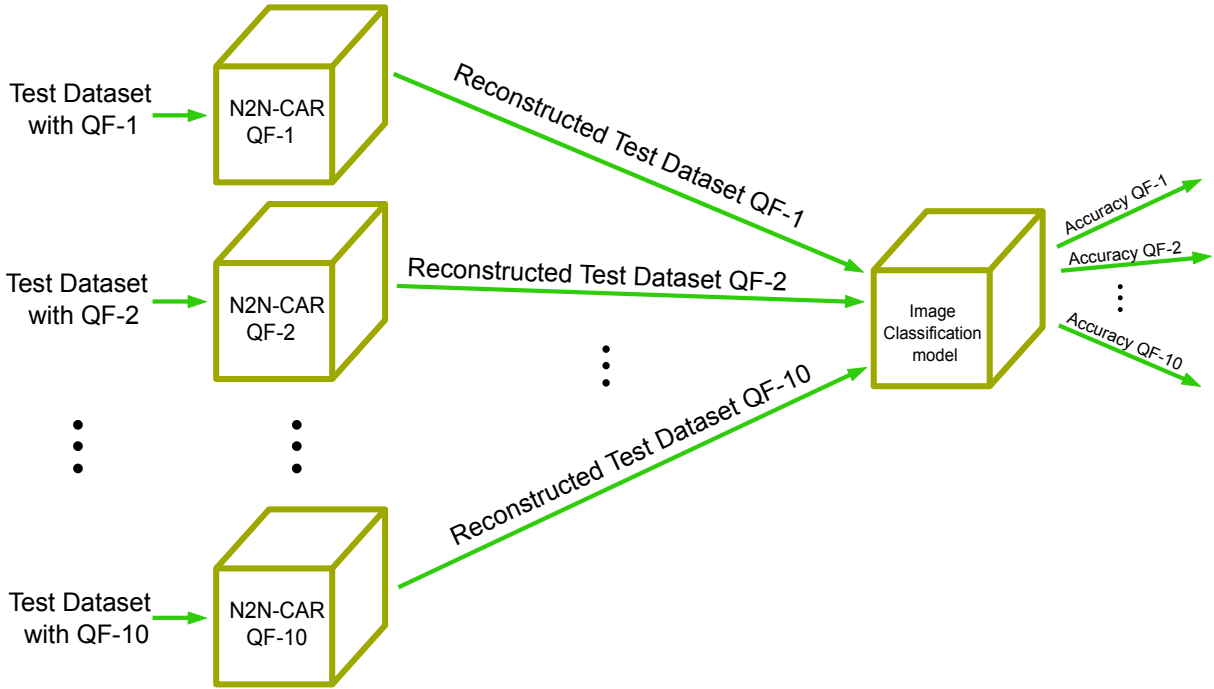 Test Dataset
with QF-1
N2N-CAR
QF-1
Reconstructed Test Dataset QF-1
Test Dataset
with QF-2
N2N-CAR
QF-2
Reconstructed Test Dataset QF-2
Test Dataset
with QF-10
N2N-CAR
QF-10
Reconstructed Test Dataset QF-10
Image
Classification
model
Accuracy QF-1
Accuracy QF-2
Accuracy QF-10